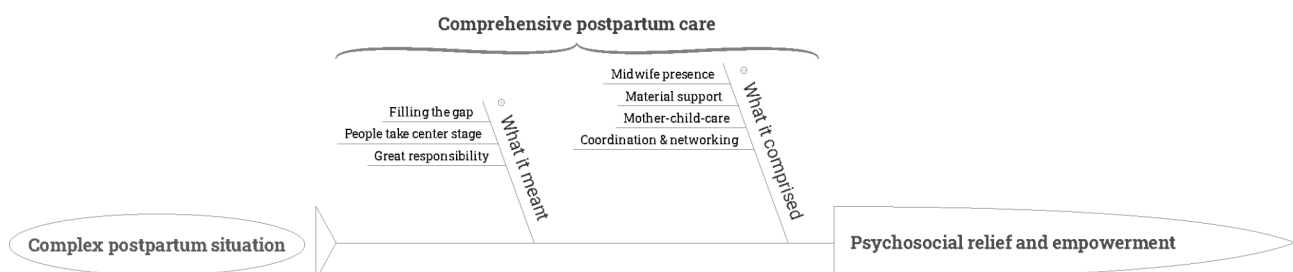 Comprehensive postpartum care
Midwife presence
Material support
Mother-child-care
Coordination & networking
What it comprised
Filling the gap
People take center stage
Great responsibility
What it meant
Complex postpartum situation
Psychosocial relief and empowerment